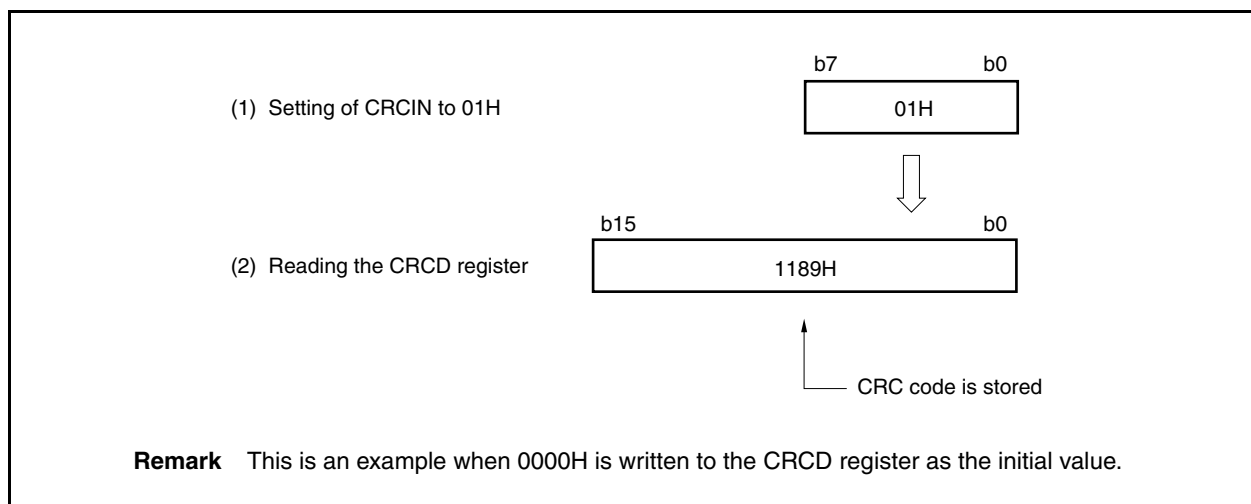 b7 b0
(1) Setting of CRCIN to 01H
01H
b15 b0
(2) Reading the CRCD register
1189H
CRC code is stored
Remark This is an example when 0000H is written to the CRCD register as the initial value.